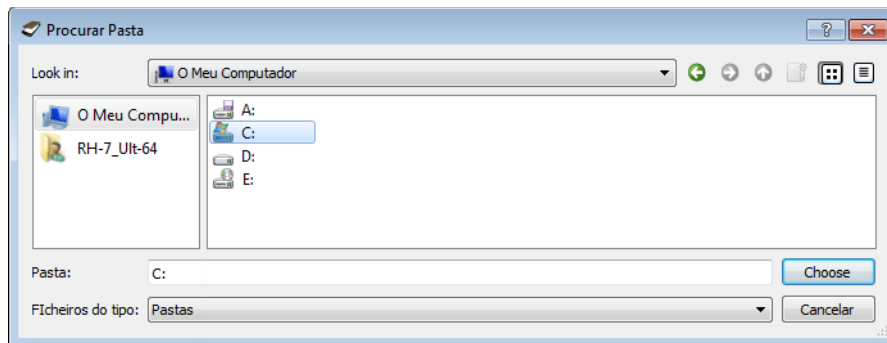 Procurar Pasta
Look in: O Meu Computador
O Meu Compu...
RH-7_Ult-64
A:
C:
D:
E:
Pasta: C: Choose
FIcheiros do tipo: Pastas Cancelar